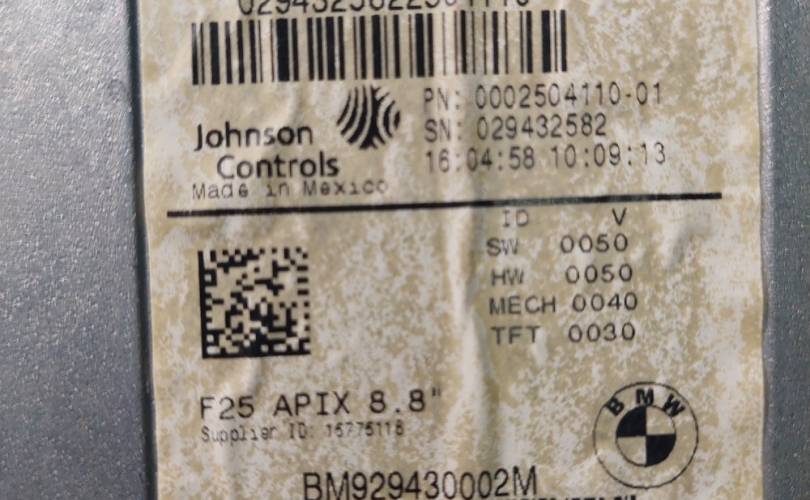 Johnson
Controls
Made in Mexico
PN: 0002504110-01
SN: 029432582
16:04:58 10:09:13
ID V
SW 0050
HW 0050
MECH 0040
TFT 0030
F25 APIX 8.8"
Supplier ID: 15775118
BMW
BM929430002M